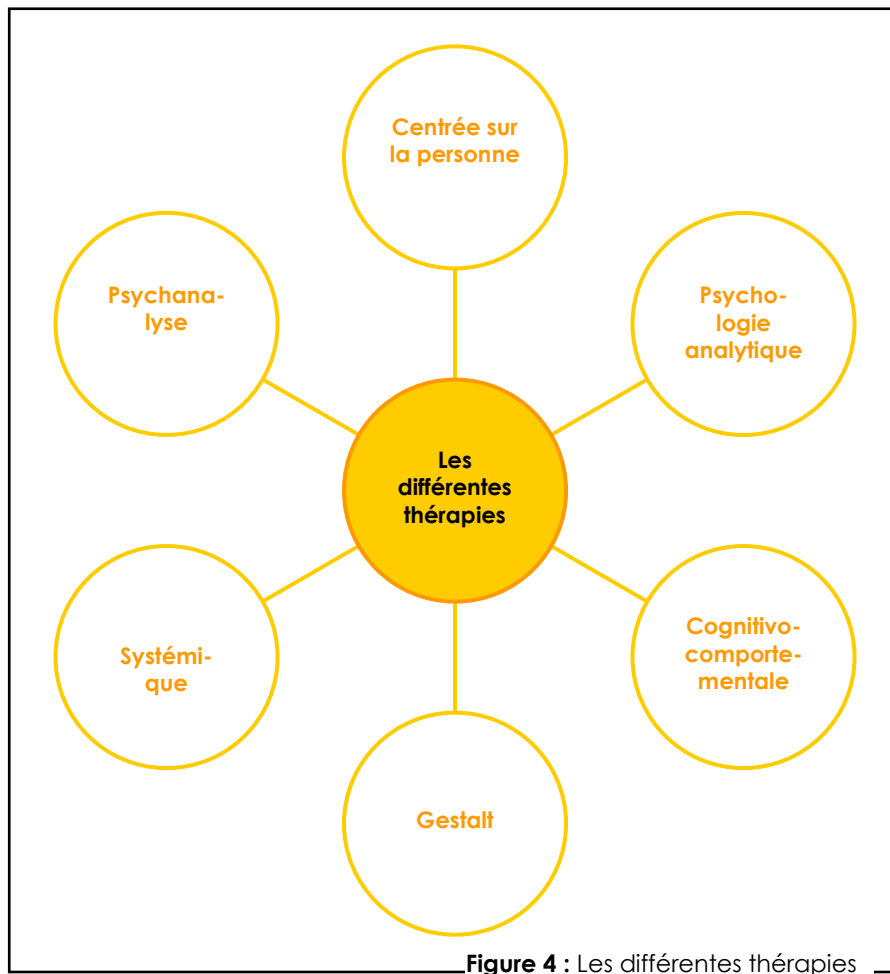 Centrée sur
la personne
Psychana-
lyse
Psycho-
logie
analytique
Les
différentes
thérapies
Systémi-
que
Cognitivo-
comporte-
mentale
Gestalt
Figure 4 : Les différentes thérapies